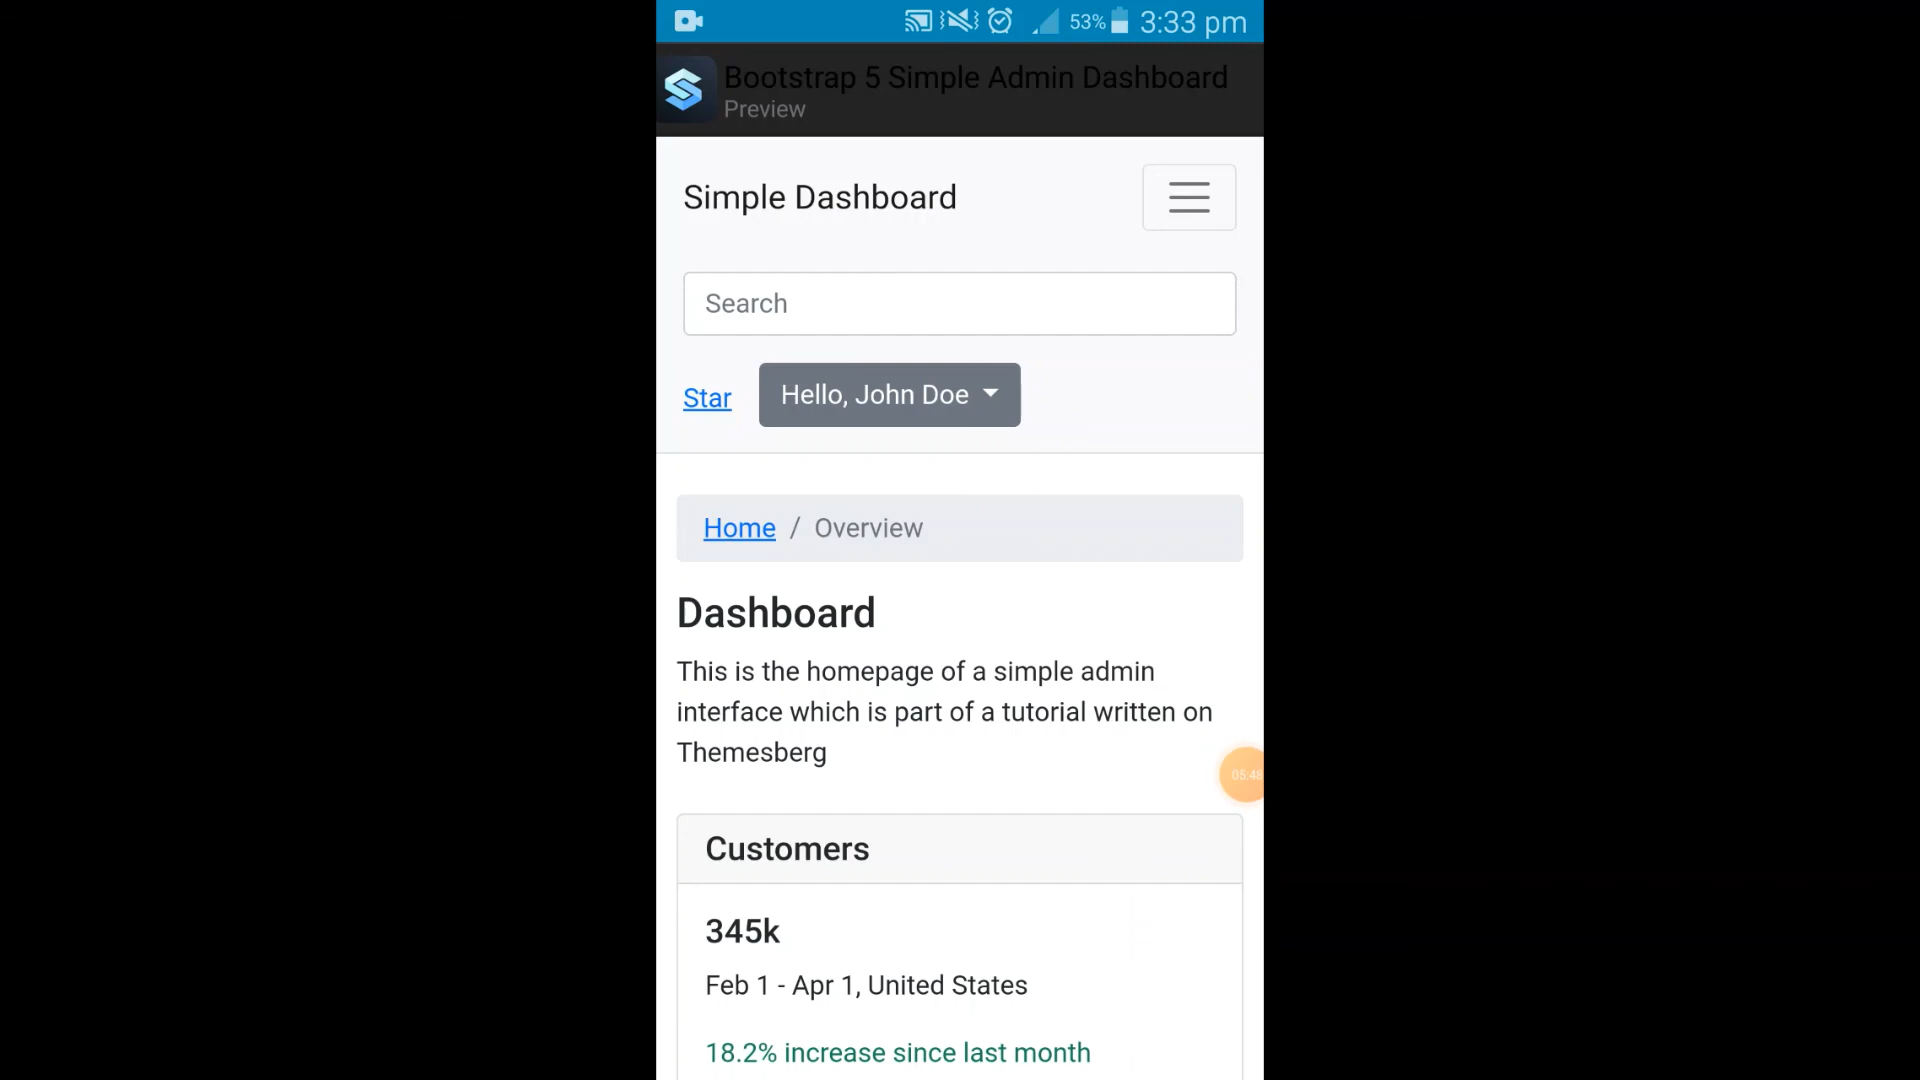 53% 3:33 pm
Bootstrap 5 Simple Admin Dashboard
Preview
Simple Dashboard
Search
Star Hello, John Doe
Home / Overview
Dashboard
This is the homepage of a simple admin
interface which is part of a tutorial written on
Themesberg
05:48
Customers
345k
Feb 1 - Apr 1, United States
18.2% increase since last month